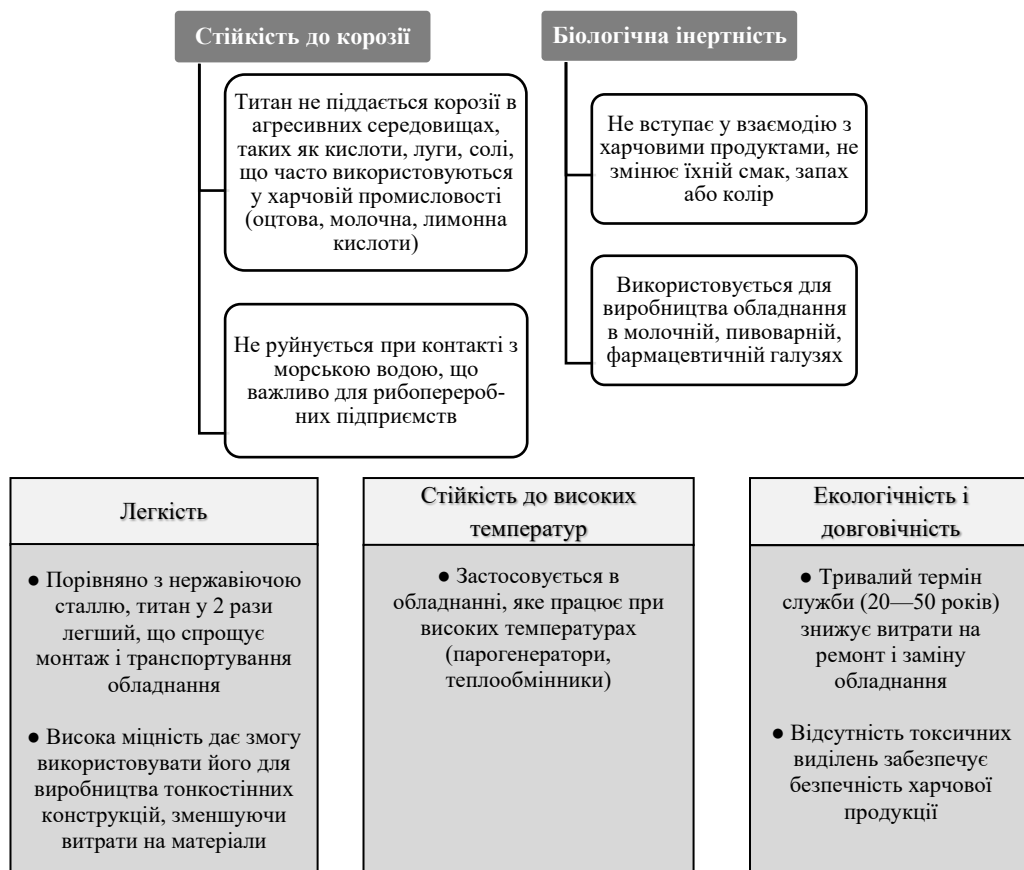 Стійкість до корозії
Титан не піддається корозії в
агресивних середовищах,
таких як кислоти, луги, солі,
що часто використовуються
у харчовій промисловості
(оцтова, молочна, лимонна
кислоти)
Не руйнується при контакті з
морською водою, що
важливо для рибоперероб-
них підприємств
Біологічна інертність
Не вступає у взаємодію з
харчовими продуктами, не
змінює їхній смак, запах
або колір
Використовується для
виробництва обладнання
в молочній, пивоварній,
фармацевтичній галузях
Легкість
● Порівняно з нержавіючою
сталлю, титан у 2 рази
легший, що спрощує
монтаж і транспортування
обладнання
● Висока міцність дає змогу
використовувати його для
виробництва тонкостінних
конструкцій, зменшуючи
витрати на матеріали
Стійкість до високих
температур
● Застосовується в
обладнанні, яке працює при
високих температурах
(парогенератори,
теплообмінники)
Екологічність і
довговічність
● Тривалий термін
служби (20—50 років)
знижує витрати на
ремонт і заміну
обладнання
● Відсутність токсичних
виділень забезпечує
безпечність харчової
продукції